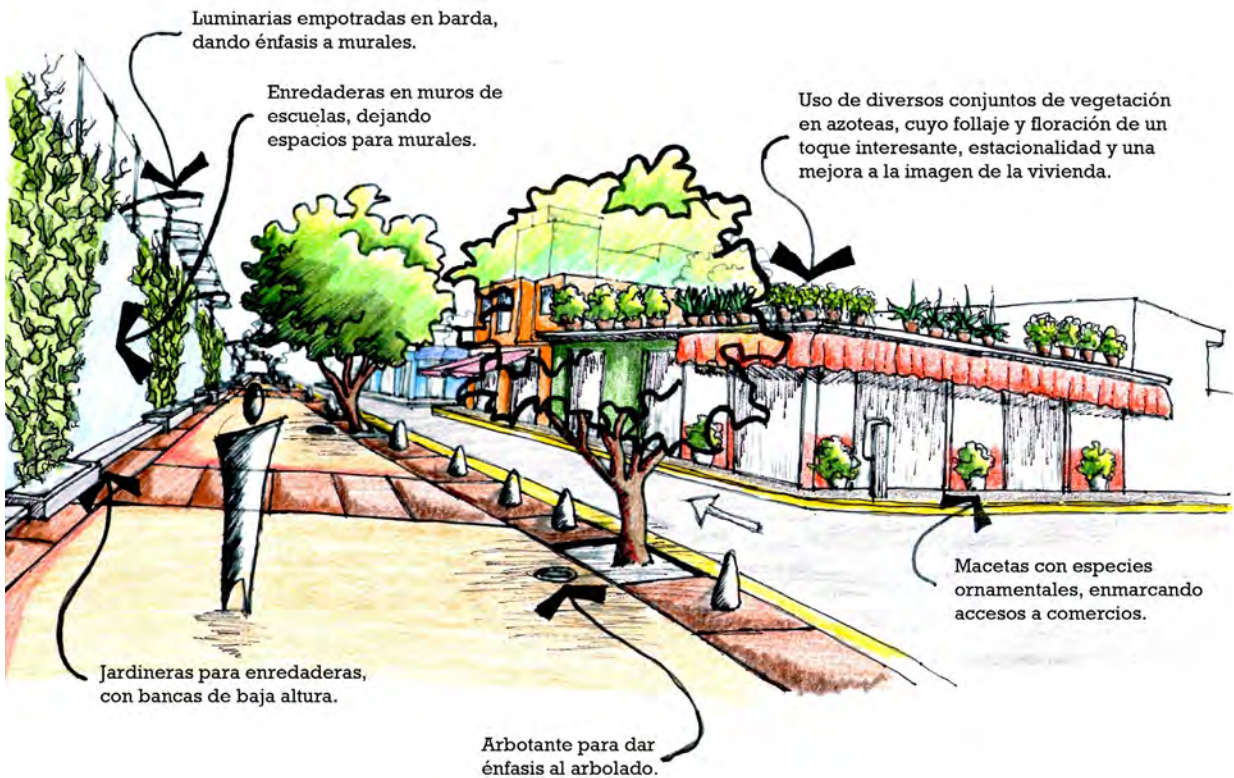 Luminarias empotradas en barda,
dando énfasis a murales.
Enredaderas en muros de
escuelas, dejando
espacios para murales.
Uso de diversos conjuntos de vegetación
en azoteas, cuyo follaje y floración de un
toque interesante, estacionalidad y una
mejora a la imagen de la vivienda.
Macetas con especies
ornamentales, enmarcando
accesos a comercios.
Jardineras para enredaderas,
con bancas de baja altura.
Arbotante para dar
énfasis al arbolado.